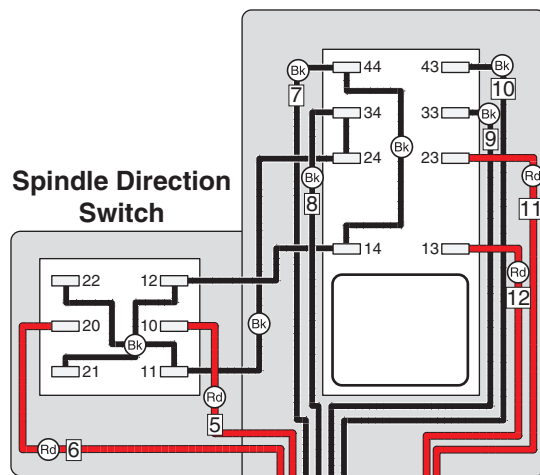 Bk 44 43 Bk
7 10
34 33 Bk
Bk 9
24 23
Bk Rd
Spindle Direction
Switch
8 11
14 13
Rd
12
22 12
20 10
Bk Bk
21 11
Rd
5
Rd 6